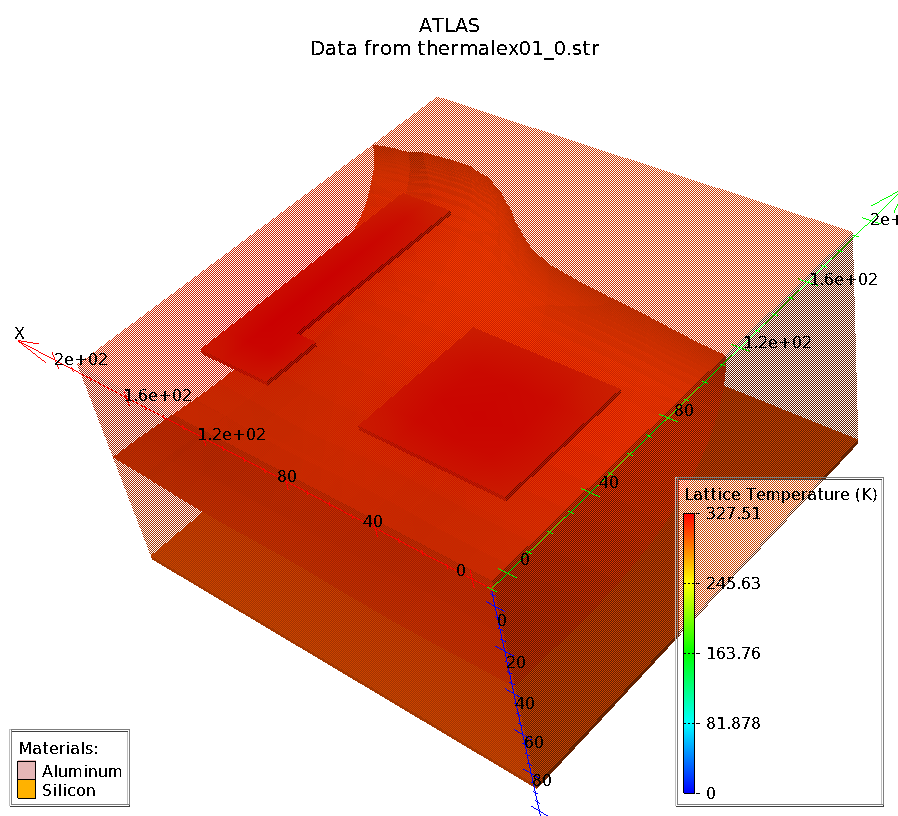 ATLAS
Data from thermalex01_0.str
2e+
1.6e+02
X
1.2e+02
2e+02
1.6e+02
80
1.2e+02
80
40
Lattice Temperature (K)
327.51
40
0
0
245.63
0
163.76
20
40
81.878
60
Materials:
Aluminum
80
Silicon
0